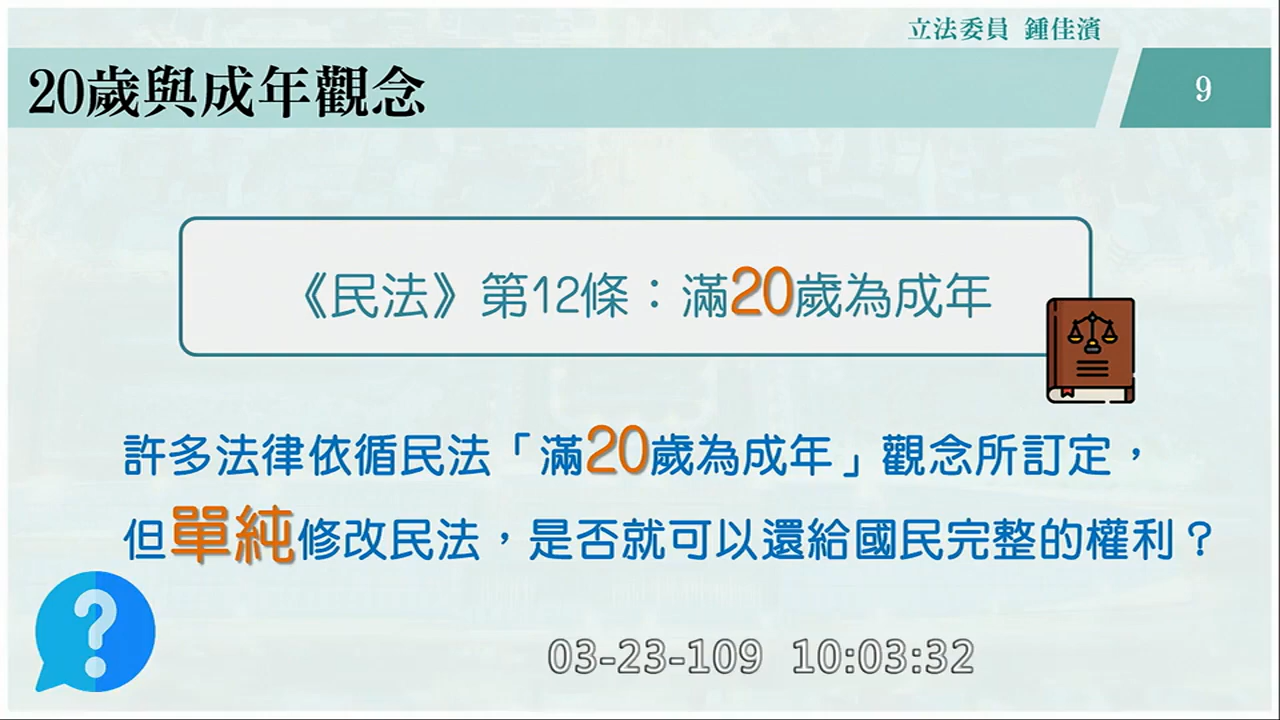 立法委員 鍾佳濱
20歲與成年觀念
9
《民法》第12條：滿20歲為成年
許多法律依循民法「滿20歲為成年」觀念所訂定，
但單純修改民法，是否就可以還給國民完整的權利？
?
03-23-109 10:03:32